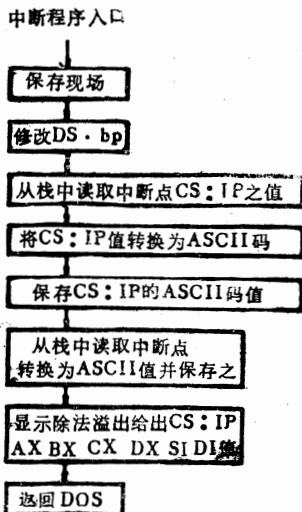 中断程序入口
保存现场
修改DS·bp
从栈中读取中断点CS:IP之值
将CS:IP值转换为ASCII码
保存CS:IP的ASCII码值
从栈中读取中断点
转换为ASCII值并保存之
显示除法溢出给出CS:IP
AX BX CX DX SI DI值
返回DOS